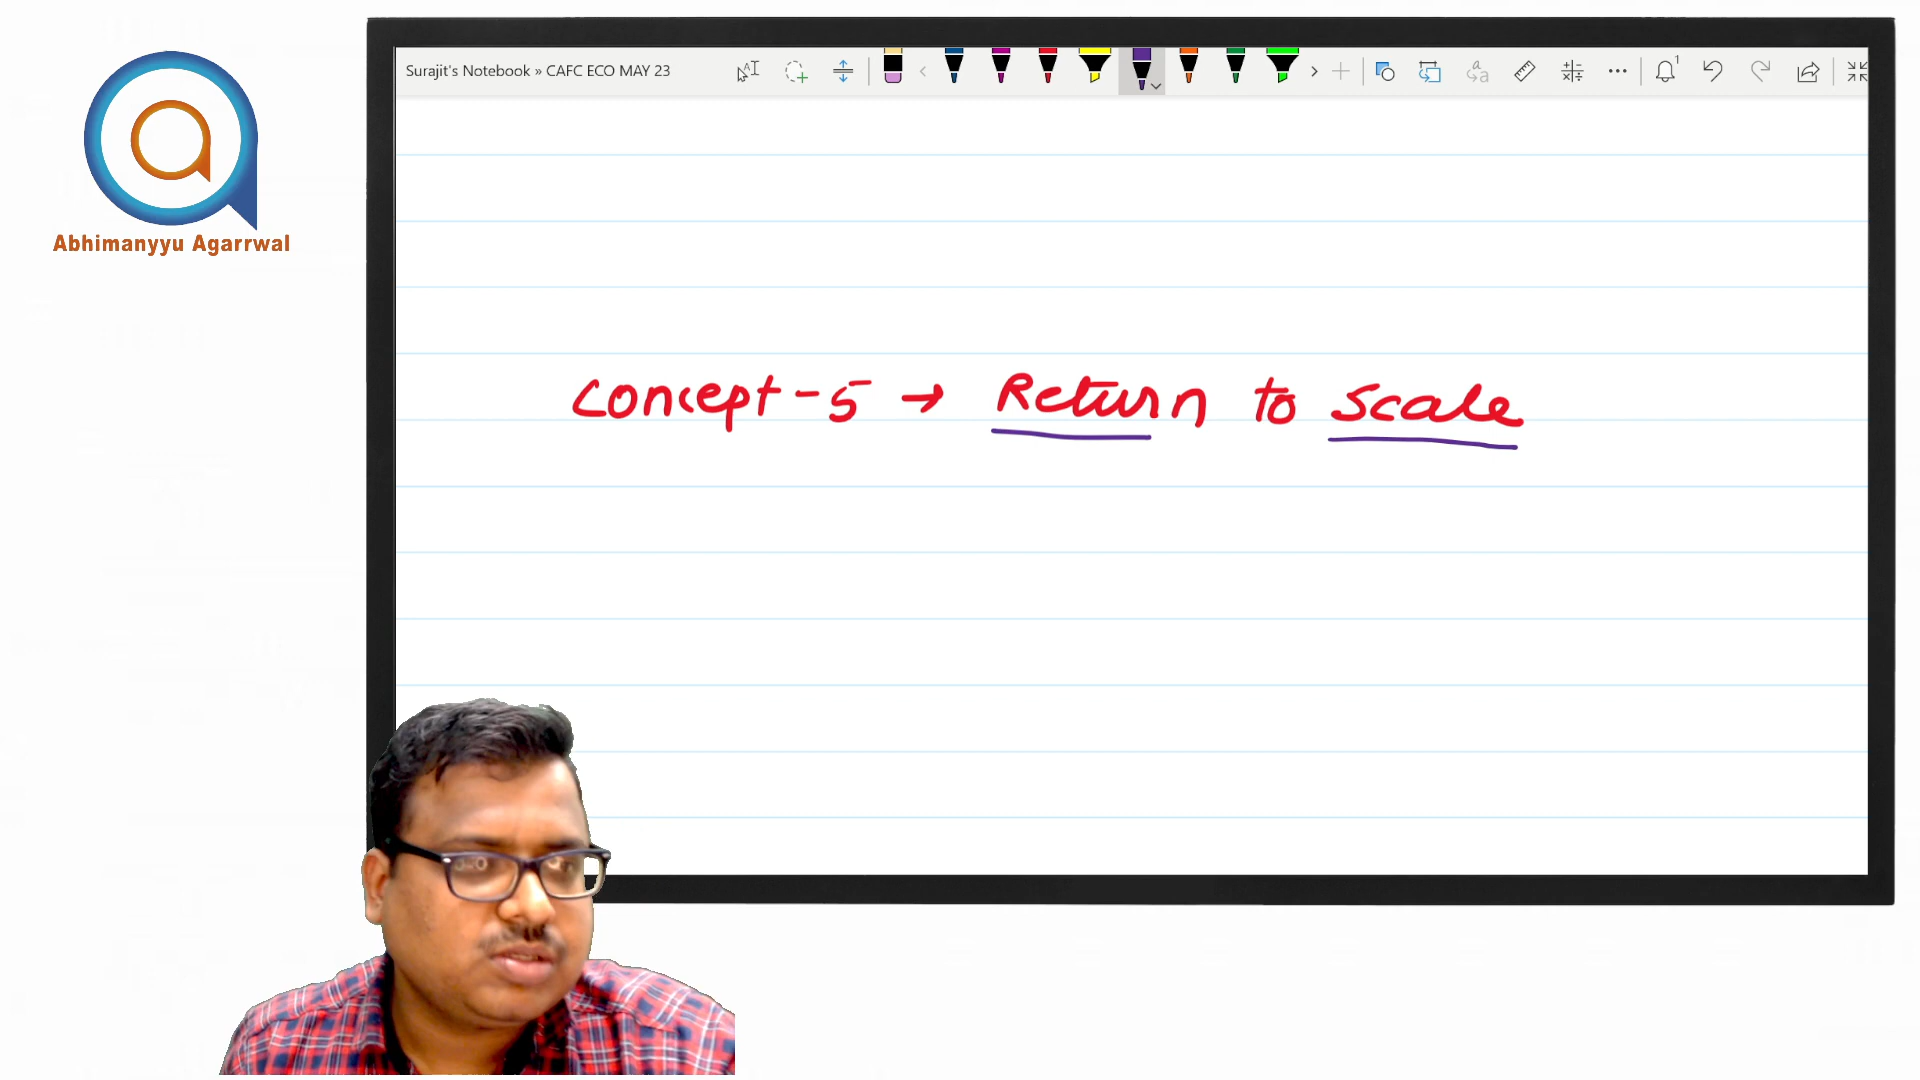 Abhimanyyu Agarrwal
Surajit's Notebook » CAFC ECO MAY 23
Concept - 5 → Return to Scale